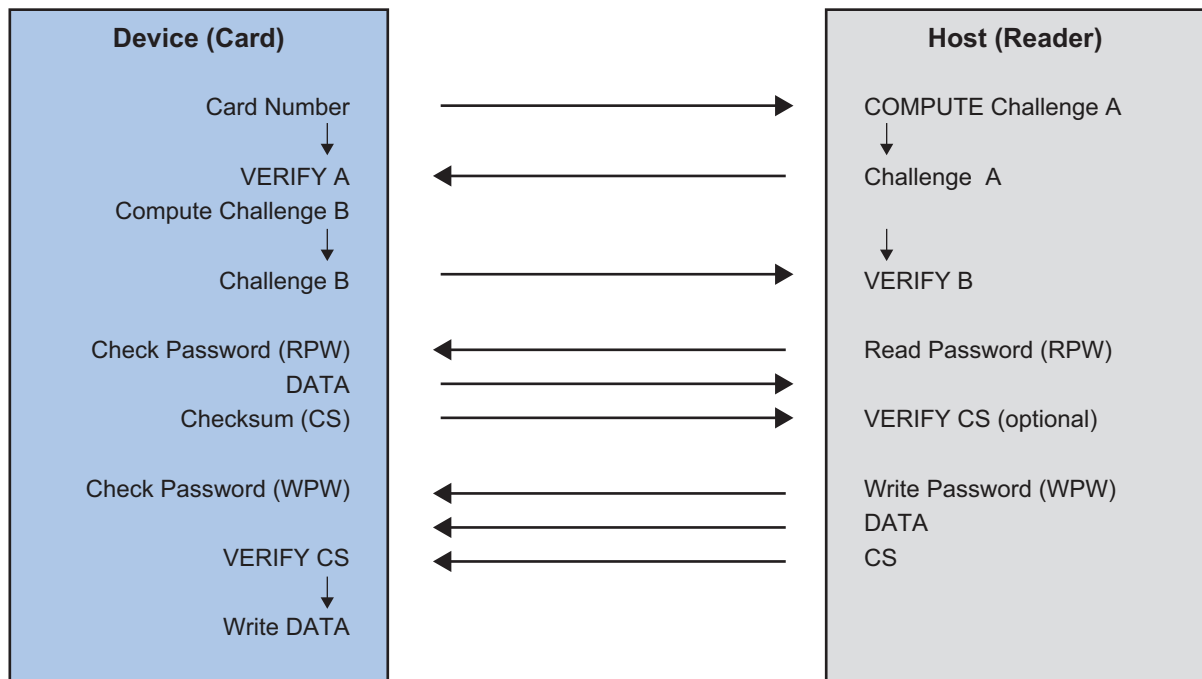 Device (Card)
Host (Reader)
Card Number
COMPUTE Challenge A
VERIFY A
Challenge A
Compute Challenge B
Challenge B
VERIFY B
Check Password (RPW)
Read Password (RPW)
DATA
Checksum (CS)
VERIFY CS (optional)
Check Password (WPW)
Write Password (WPW)
DATA
VERIFY CS
CS
Write DATA